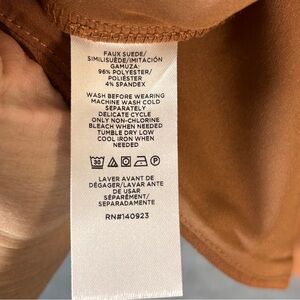 FAUX SUEDE/
SIMILISUÈDE/IMITACIÓN
GAMUZA:
96% POLYESTER/
POLIÉSTER
4% SPANDEX
WASH BEFORE WEARING
MACHINE WASH COLD
SEPARATELY
DELICATE CYCLE
ONLY NON-CHLORINE
BLEACH WHEN NEEDED
TUMBLE DRY LOW
COOL IRON WHEN
NEEDED
30 P
LAVER AVANT DE
DÉGAGER/LAVAR ANTE
DE USAR
SÉPARÉMENT/
SEPARADAMENTE
RN#140923